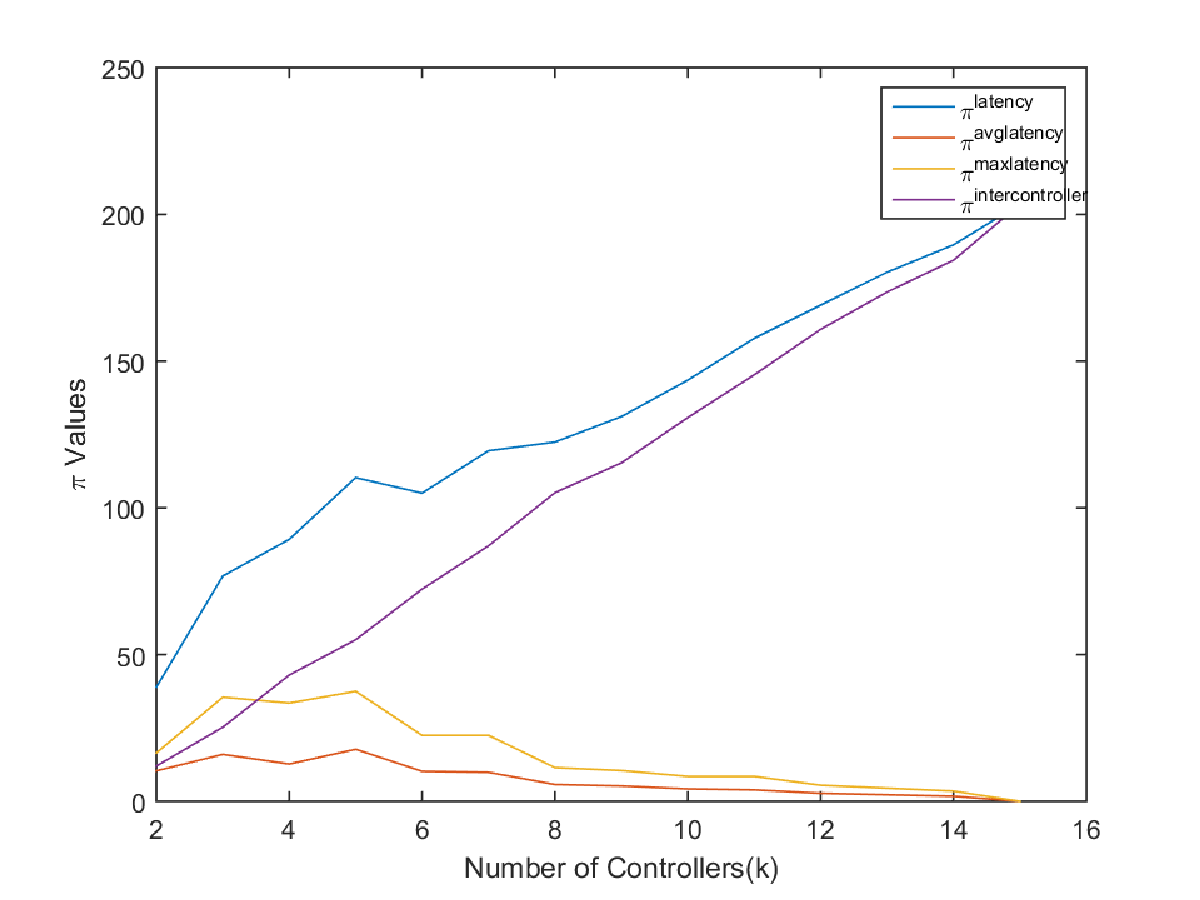 250
200
150
100
50
0
2 4 6 8 10 12 14 16
π Values
Number of Controllers(k)
π^latency
π^avglatency
π^maxlatency
π^intercontroller